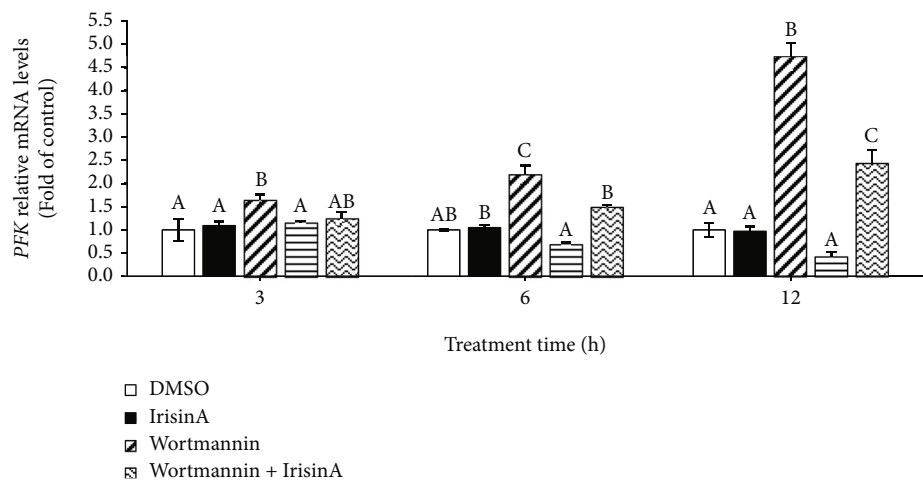 PFK relative mRNA levels
(Fold of control)
5.5
5.0
4.5
4.0
3.5
3.0
2.5
2.0
1.5
1.0
0.5
0.0
A A B A AB
AB B C A B
A A B A C
3 6 12
Treatment time (h)
DMSO
IrisinA
Wortmannin
Wortmannin + IrisinA